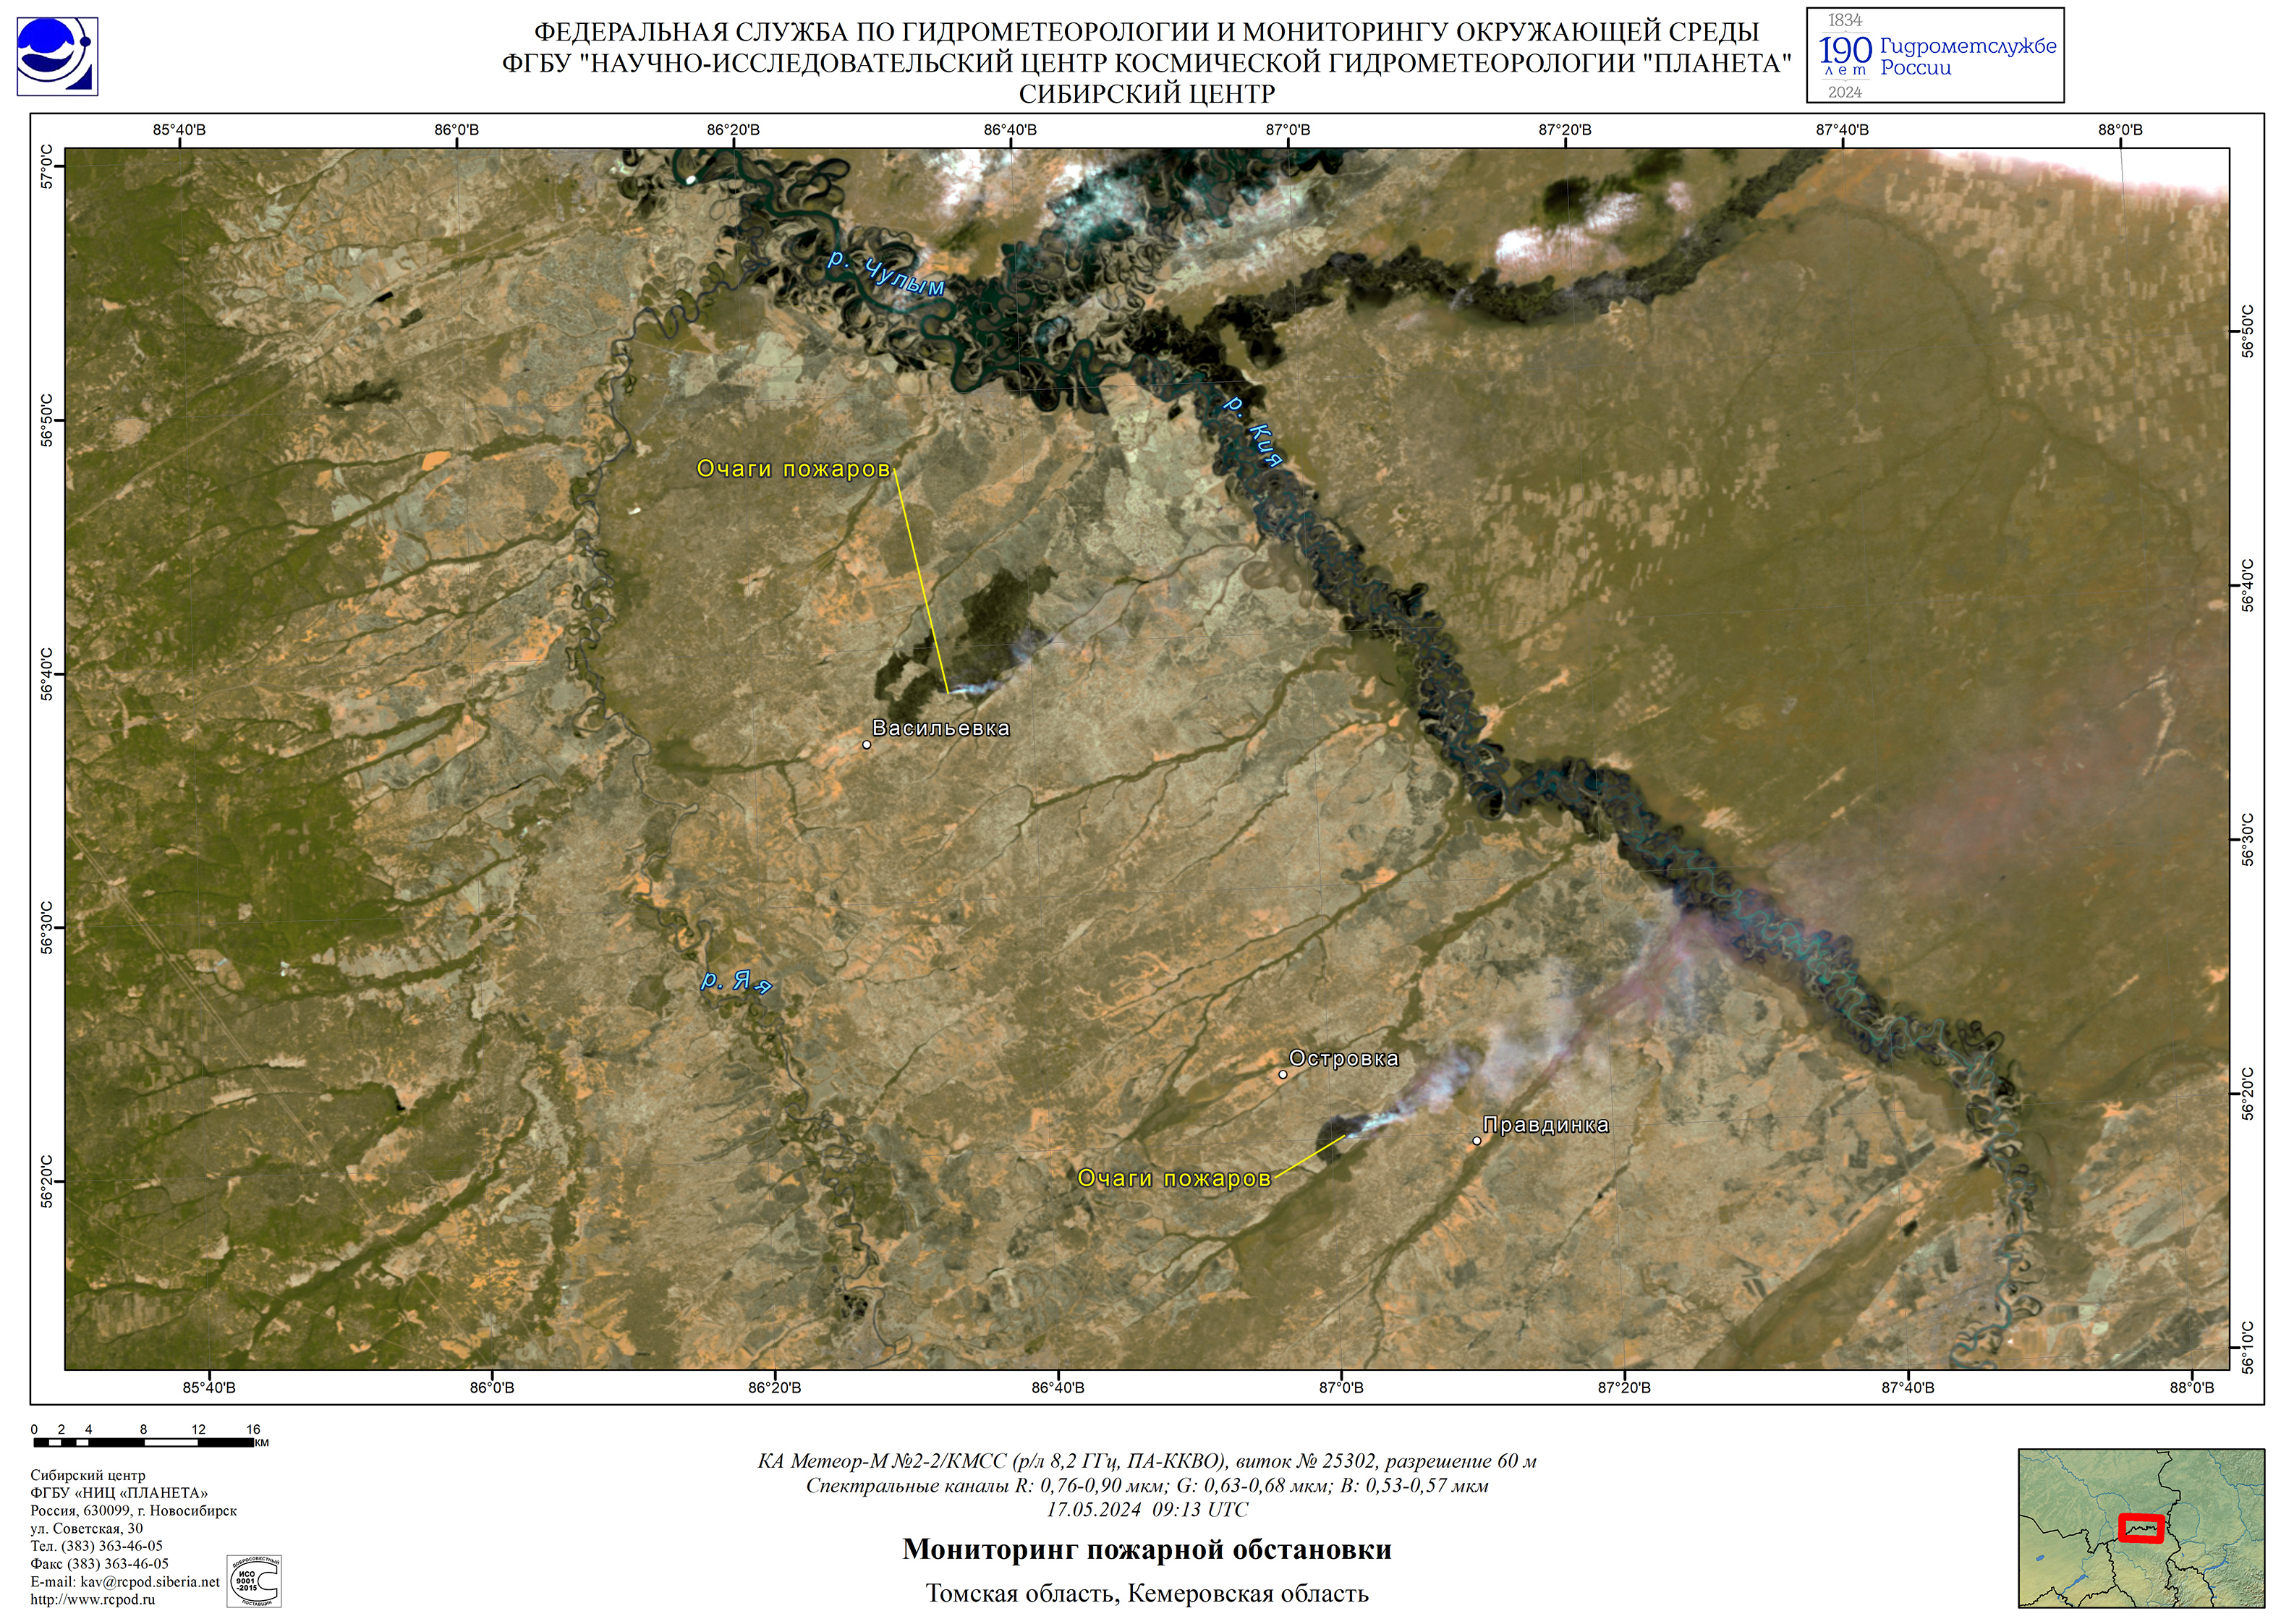 ФЕДЕРАЛЬНАЯ СЛУЖБА ПО ГИДРОМЕТЕОРОЛОГИИ И МОНИТОРИНГУ ОКРУЖАЮЩЕЙ СРЕДЫ
ФГБУ "НАУЧНО-ИССЛЕДОВАТЕЛЬСКИЙ ЦЕНТР КОСМИЧЕСКОЙ ГИДРОМЕТЕОРОЛОГИИ "ПЛАНЕТА"
СИБИРСКИЙ ЦЕНТР
1834
190 Гидрометслужбе
лет России
2024
85°40'В 86°0'В 86°20'В 86°40'В 87°0'В 87°20'В 87°40'В 88°0'В
57°0'С
56°50'С
56°40'С
56°30'С
56°20'С
р. Чулым
р. Кия
Очаги пожаров
Васильевка
р. Яя
Островка
Правдинка
Очаги пожаров
56°50'С
56°40'С
56°30'С
56°20'С
56°10'С
85°40'В 86°0'В 86°20'В 86°40'В 87°0'В 87°20'В 87°40'В 88°0'В
0 2 4 8 12 16
км
Сибирский центр
ФГБУ «НИЦ «ПЛАНЕТА»
Россия, 630099, г. Новосибирск
ул. Советская, 30
Тел. (383) 363-46-05
Факс (383) 363-46-05
E-mail: kav@rcpod.siberia.net
http://www.rcpod.ru
ДОБРОСОВЕСТНЫЙ
ИСО
9001
-2015
ПОСТАВЩИК
КА Метеор-М №2-2/КМСС (р/л 8,2 ГГц, ПА-ККВО), виток № 25302, разрешение 60 м
Спектральные каналы R: 0,76-0,90 мкм; G: 0,63-0,68 мкм; B: 0,53-0,57 мкм
17.05.2024 09:13 UTC
Мониторинг пожарной обстановки
Томская область, Кемеровская область